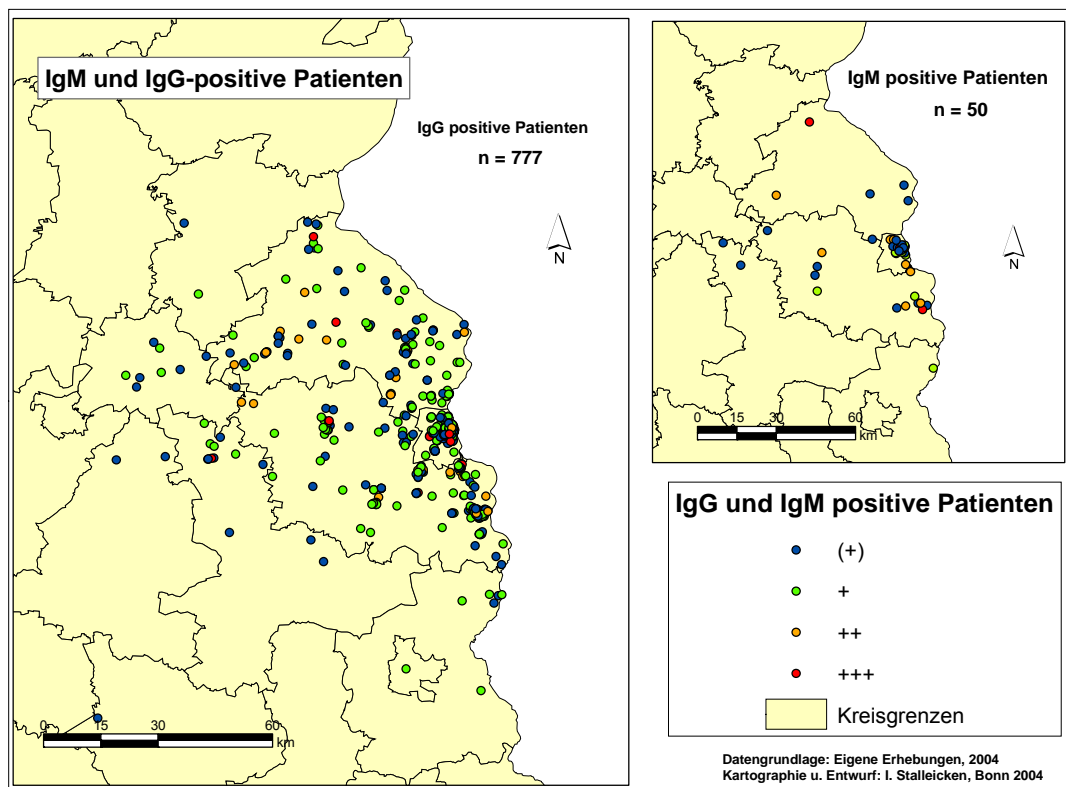 IgM und IgG-positive Patienten
IgG positive Patienten
n = 777
N
0 15 30 60
km
IgM positive Patienten
n = 50
N
0 15 30 60
km
IgG und IgM positive Patienten
(+)
+
++
+++
Kreisgrenzen
Datengrundlage: Eigene Erhebungen, 2004
Kartographie u. Entwurf: I. Stalleicken, Bonn 2004